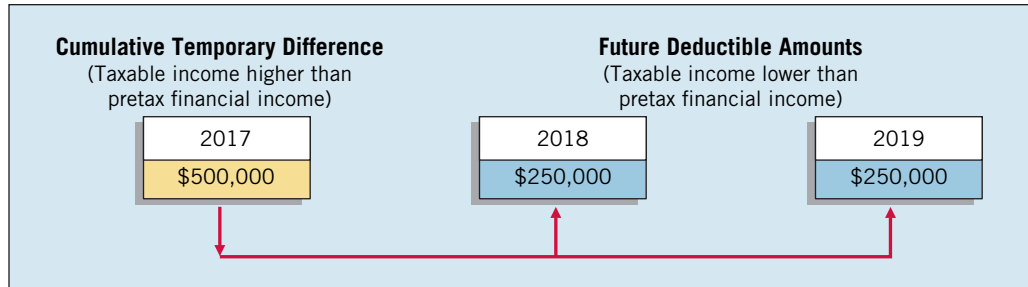 Cumulative Temporary Difference
(Taxable income higher than
pretax financial income)
2017
$500,000
Future Deductible Amounts
(Taxable income lower than
pretax financial income)
2018
$250,000
2019
$250,000